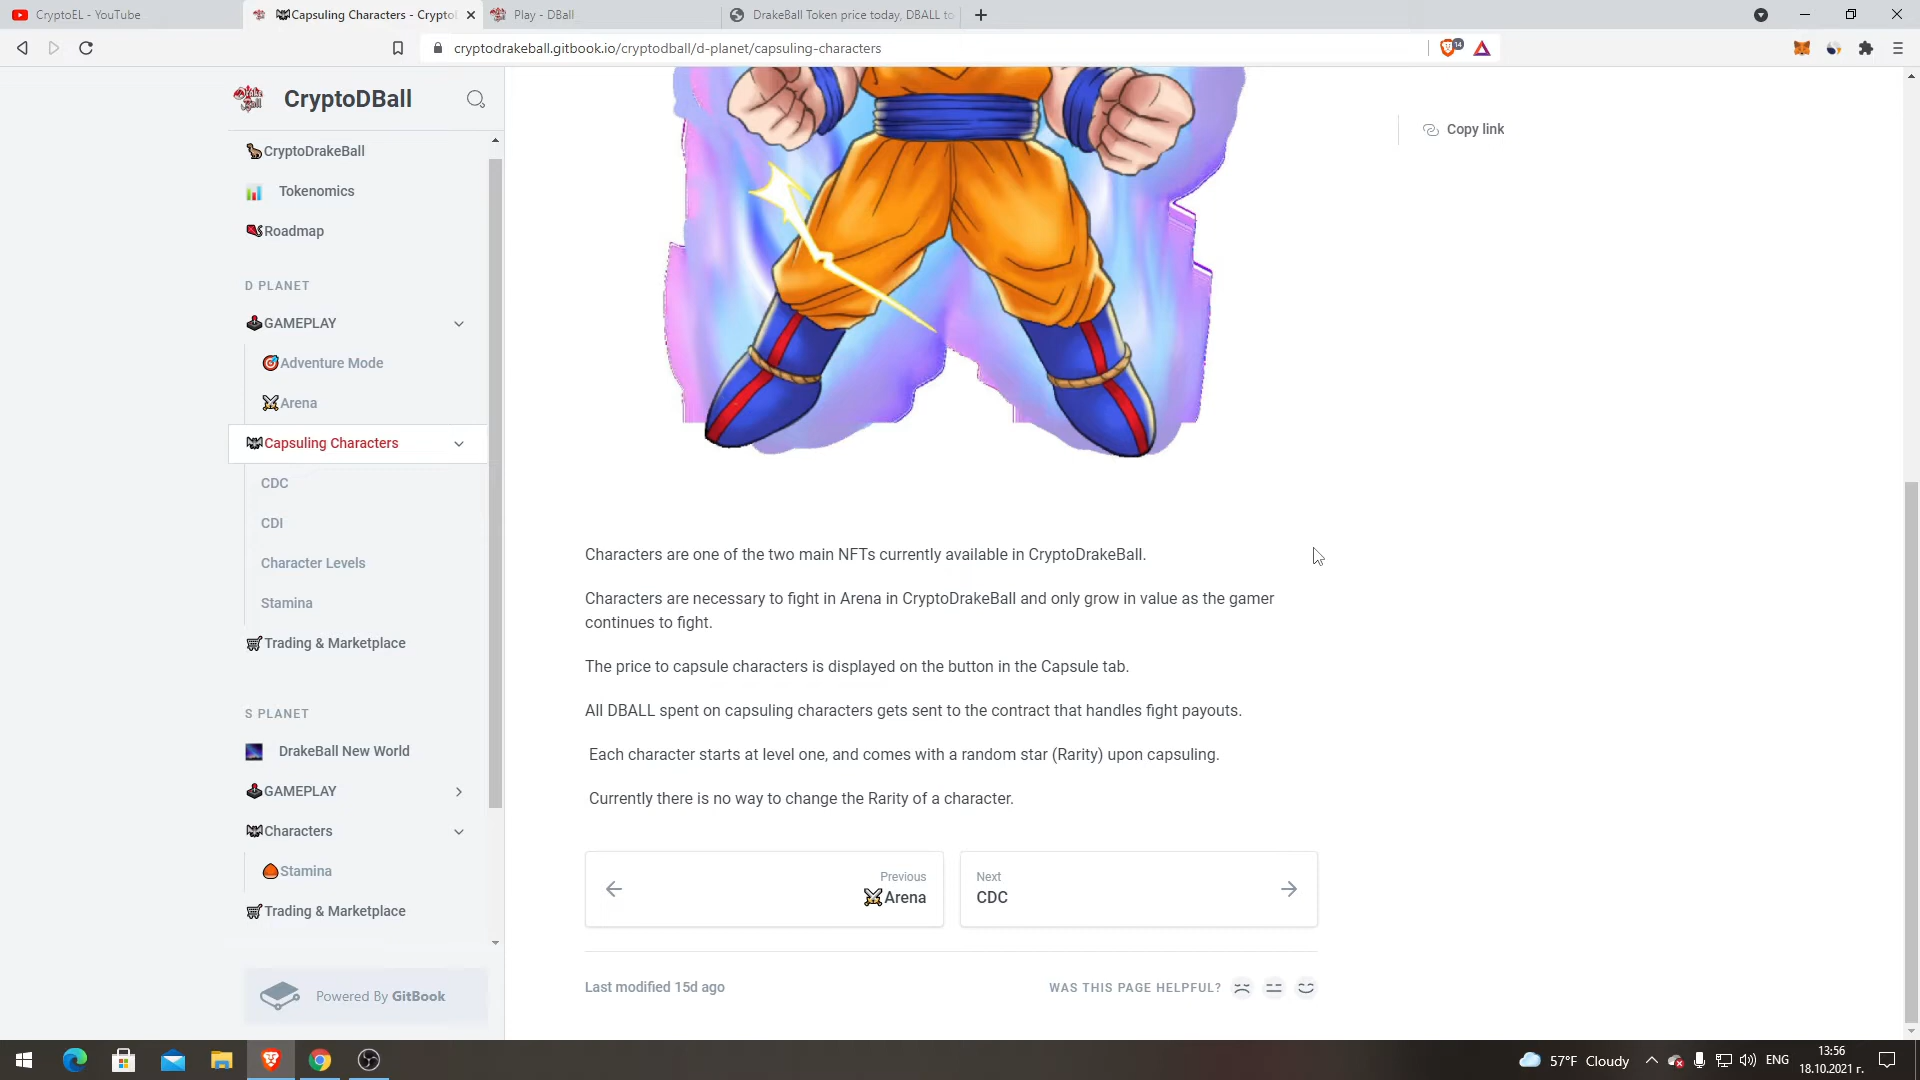 CryptoEL - YouTube
Capsuling Characters - Crypto
Play - DBall
DrakeBall Token price today, DBALL to
cryptodrakeball.gitbook.io/cryptodball/d-planet/capsuling-characters
14
CryptoDBall
CryptoDrakeBall
Tokenomics
Roadmap
D PLANET
GAMEPLAY
Adventure Mode
Arena
Capsuling Characters
CDC
CDI
Character Levels
Stamina
Trading & Marketplace
S PLANET
DrakeBall New World
GAMEPLAY
Characters
Stamina
Trading & Marketplace
Powered By GitBook
Copy link
Characters are one of the two main NFTs currently available in CryptoDrakeBall.
Characters are necessary to fight in Arena in CryptoDrakeBall and only grow in value as the gamer
continues to fight.
The price to capsule characters is displayed on the button in the Capsule tab.
All DBALL spent on capsuling characters gets sent to the contract that handles fight payouts.
Each character starts at level one, and comes with a random star (Rarity) upon capsuling.
Currently there is no way to change the Rarity of a character.
Previous
Arena
Next
CDC
Last modified 15d ago
WAS THIS PAGE HELPFUL?
57°F Cloudy
ENG
13:56
18.10.2021 г.